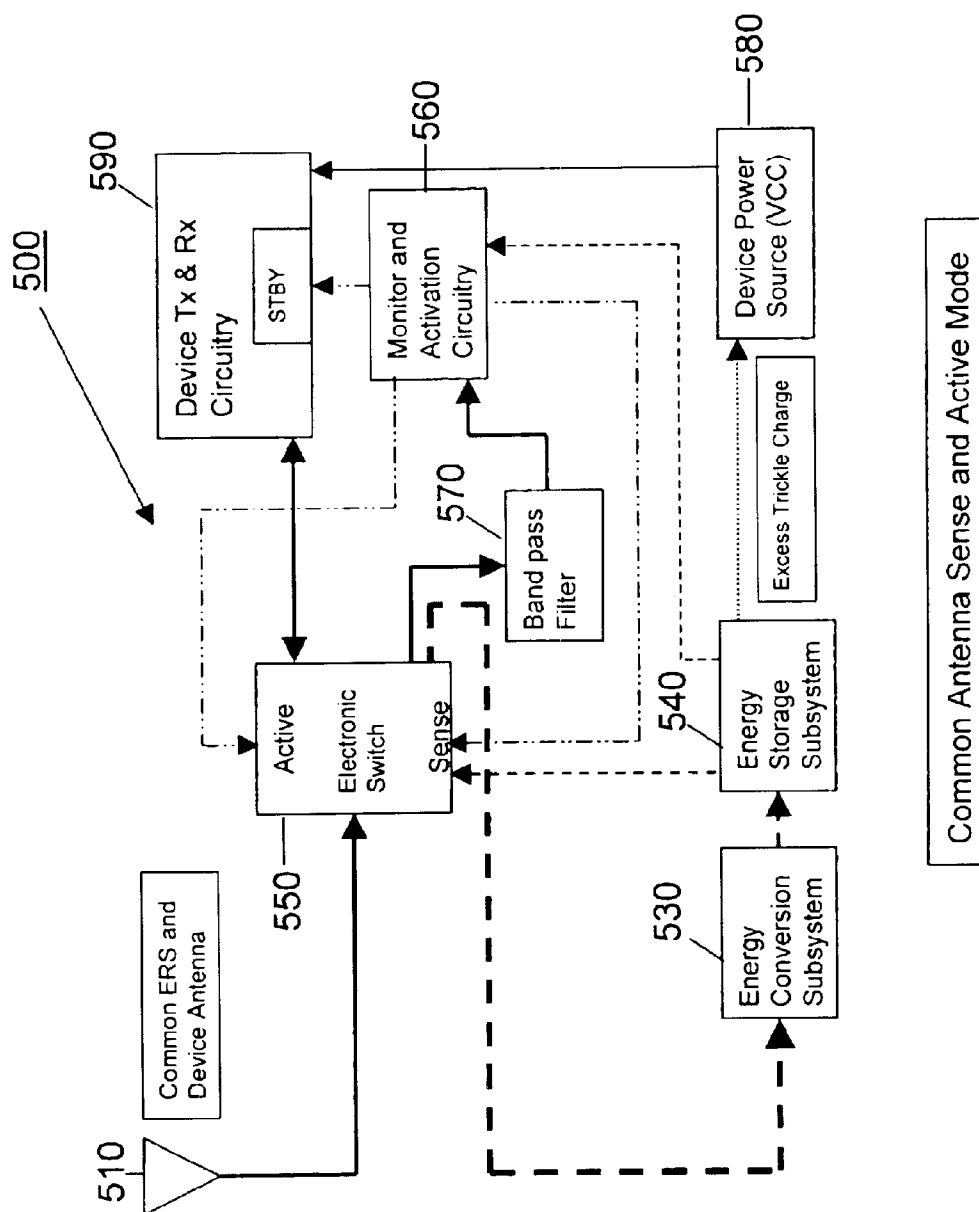 500
510
Common ERS and
Device Antenna
550
Active
Electronic
Switch
Sense
590
Device Tx & Rx
Circuitry
STBY
560
Monitor and
Activation
Circuitry
570
Band pass
Filter
530
Energy
Conversion
Subsystem
540
Energy
Storage
Subsystem
Excess Trickle Charge
580
Device Power
Source (VCC)
Common Antenna Sense and Active Mode